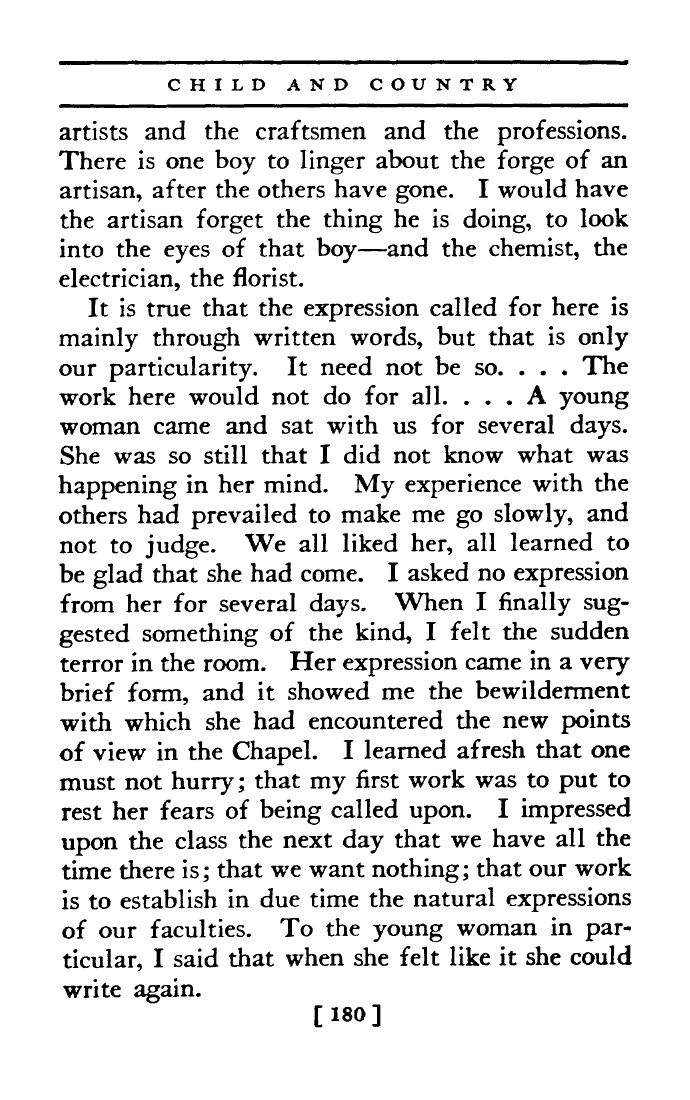 CHILD AND COUNTRY
artists and the craftsmen and the professions.
There is one boy to linger about the forge of an
artisan, after the others have gone. I would have
the artisan forget the thing he is doing, to look
into the eyes of that boy—and the chemist, the
electrician, the florist.
It is true that the expression called for here is
mainly through written words, but that is only
our particularity. It need not be so. . . . The
work here would not do for all. . . . A young
woman came and sat with us for several days.
She was so still that I did not know what was
happening in her mind. My experience with the
others had prevailed to make me go slowly, and
not to judge. We all liked her, all learned to
be glad that she had come. I asked no expression
from her for several days. When I finally sug-
gested something of the kind, I felt the sudden
terror in the room. Her expression came in a very
brief form, and it showed me the bewilderment
with which she had encountered the new points
of view in the Chapel. I learned afresh that one
must not hurry; that my first work was to put to
rest her fears of being called upon. I impressed
upon the class the next day that we have all the
time there is; that we want nothing; that our work
is to establish in due time the natural expressions
of our faculties. To the young woman in par-
ticular, I said that when she felt like it she could
write again.
[ 180 ]